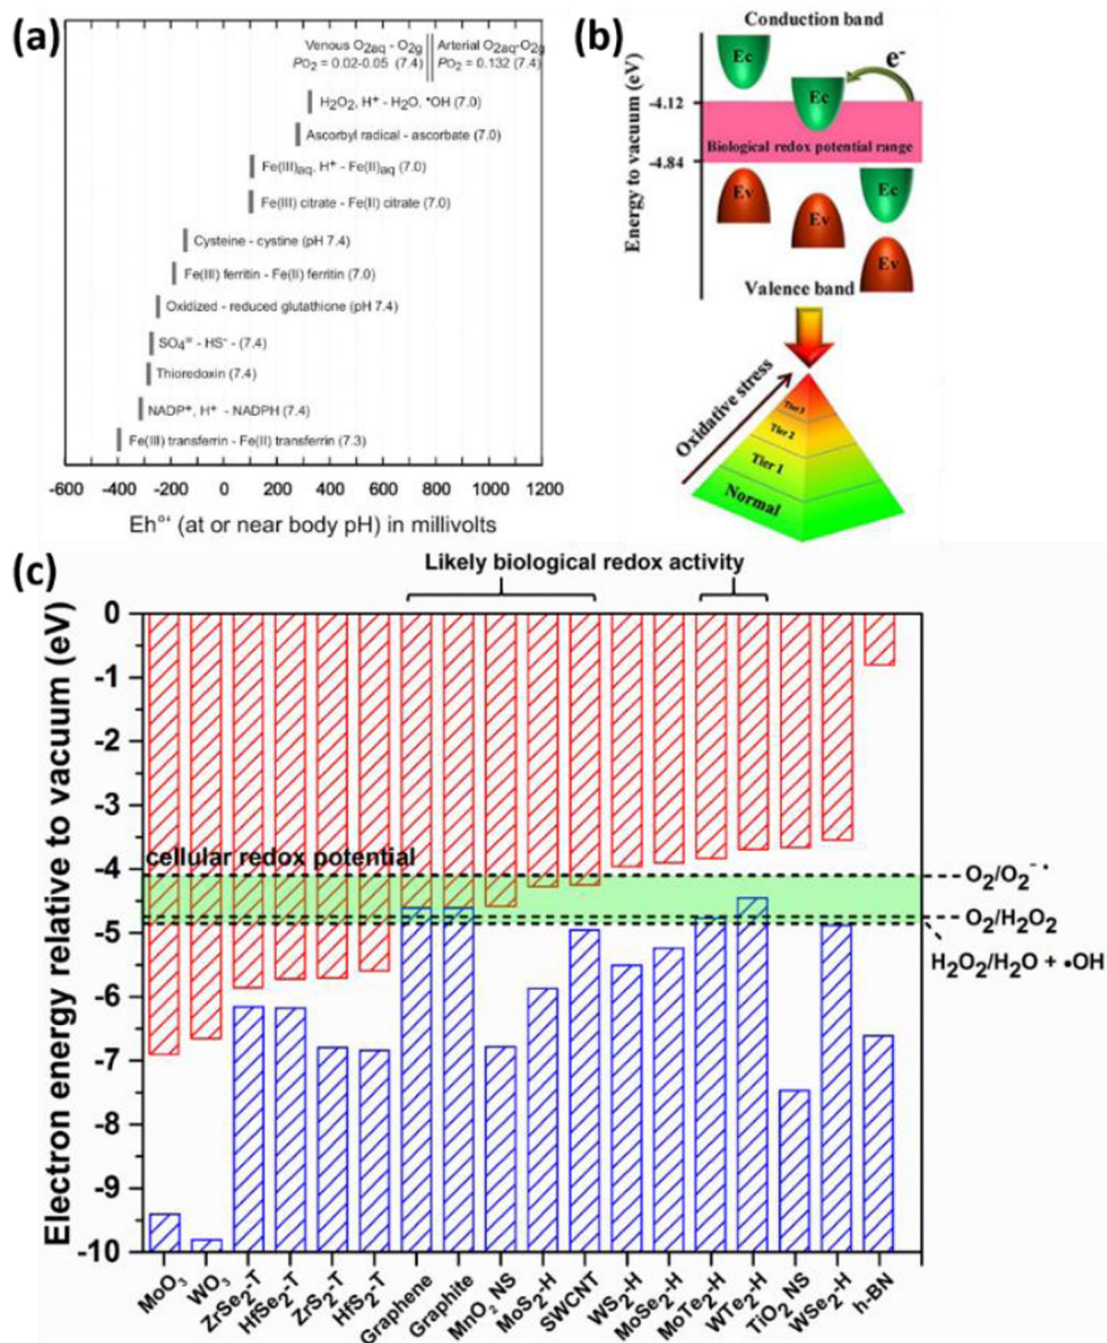 (a)
Venous O2aq - O2g
PO2 = 0.02-0.05 (7.4)
Arterial O2aq-O2g
PO2 = 0.132 (7.4)
H2O2, H+ - H2O, •OH (7.0)
Ascorbyl radical - ascorbate (7.0)
Fe(III)aq, H+ - Fe(II)aq (7.0)
Fe(III) citrate - Fe(II) citrate (7.0)
Cysteine - cystine (pH 7.4)
Fe(III) ferritin - Fe(II) ferritin (7.0)
Oxidized - reduced glutathione (pH 7.4)
SO4= - HS- - (7.4)
Thioredoxin (7.4)
NADP+, H+ - NADPH (7.4)
Fe(III) transferrin - Fe(II) transferrin (7.3)
-600 -400 -200 0 200 400 600 800 1000 1200
Eh°' (at or near body pH) in millivolts
(b)
Conduction band
Energy to vacuum (eV)
Ec
Ec
e-
-4.12
Biological redox potential range
-4.84
Ev
Ev
Ec
Ev
Valence band
Oxidative stress
Tier 3
Tier 2
Tier 1
Normal
(c)
Likely biological redox activity
Electron energy relative to vacuum (eV)
0
-1
-2
-3
-4
-5
-6
-7
-8
-9
-10
cellular redox potential
O2/O2-•
O2/H2O2
H2O2/H2O + •OH
MoO3
WO3
ZrSe2-T
HfSe2-T
ZrS2-T
HfS2-T
Graphene
Graphite
MnO2 NS
MoS2-H
SWCNT
WS2-H
MoSe2-H
MoTe2-H
WTe2-H
TiO2 NS
WSe2-H
h-BN